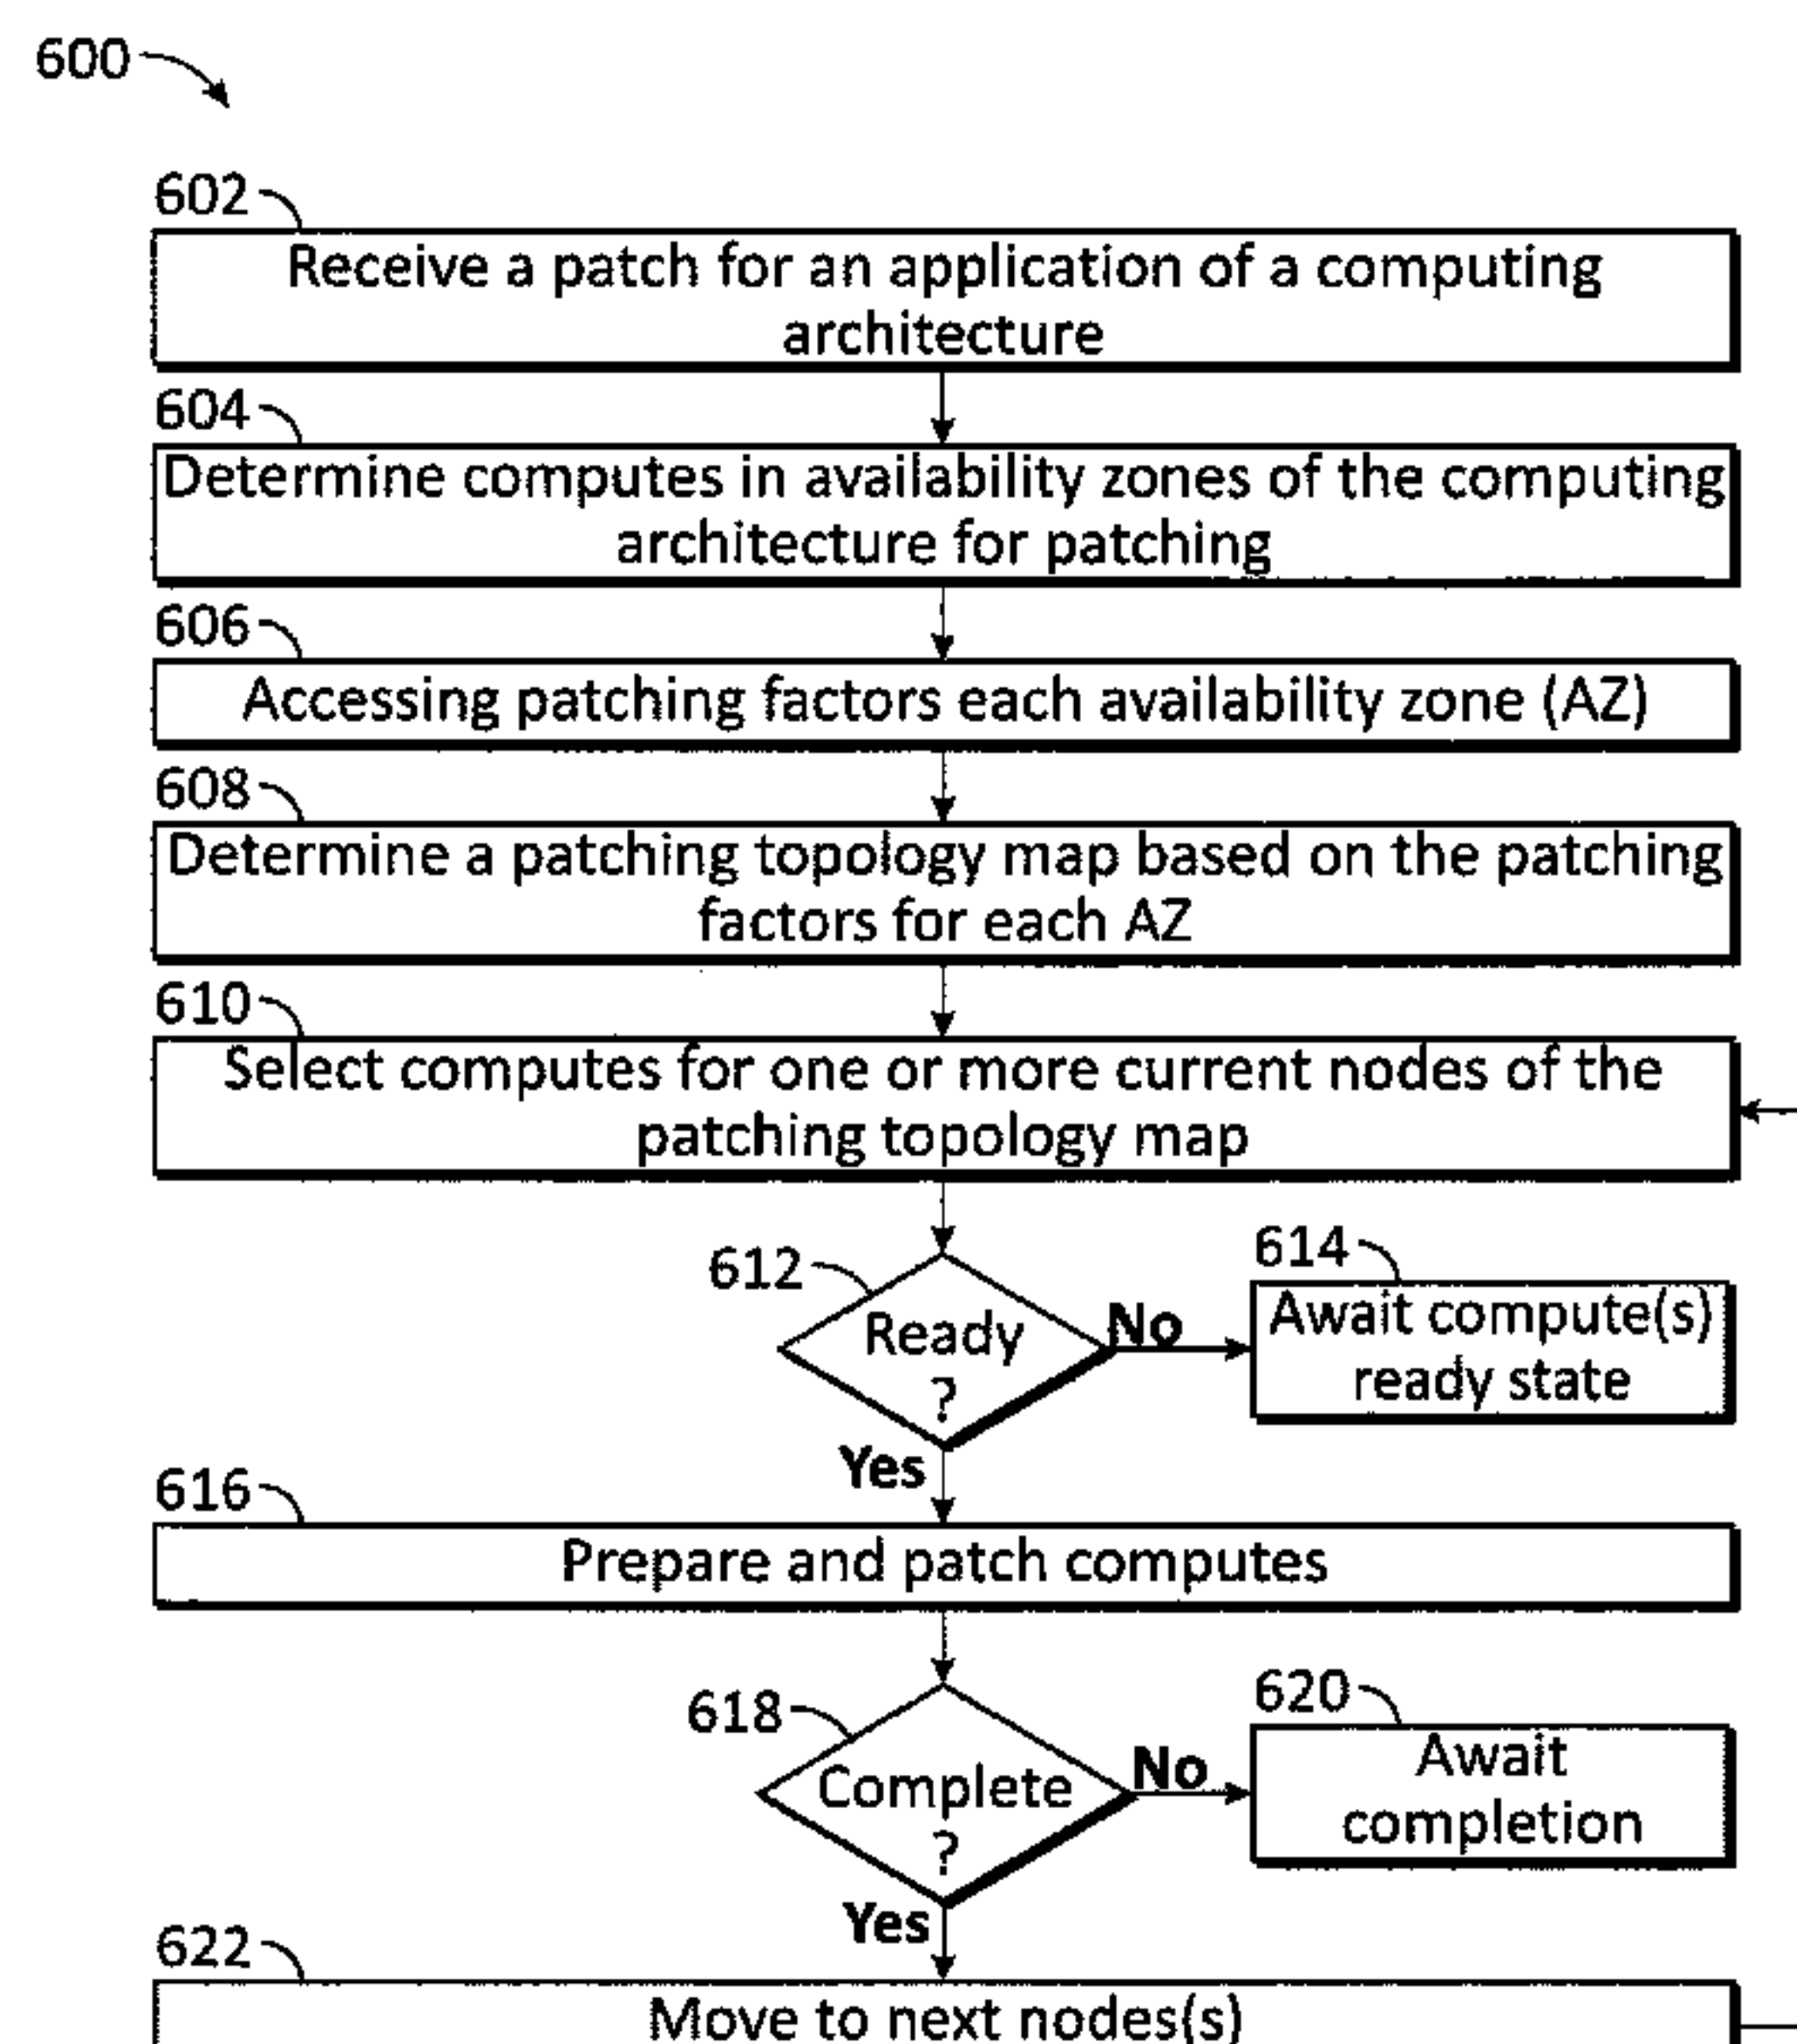 600
602
Receive a patch for an application of a computing
architecture
604
Determine computes in availability zones of the computing
architecture for patching
606
Accessing patching factors each availability zone (AZ)
608
Determine a patching topology map based on the patching
factors for each AZ
610
Select computes for one or more current nodes of the
patching topology map
612
Ready
?
No
614
Await compute(s)
ready state
Yes
616
Prepare and patch computes
618
Complete
?
No
620
Await
completion
Yes
622
Move to next nodes(s)